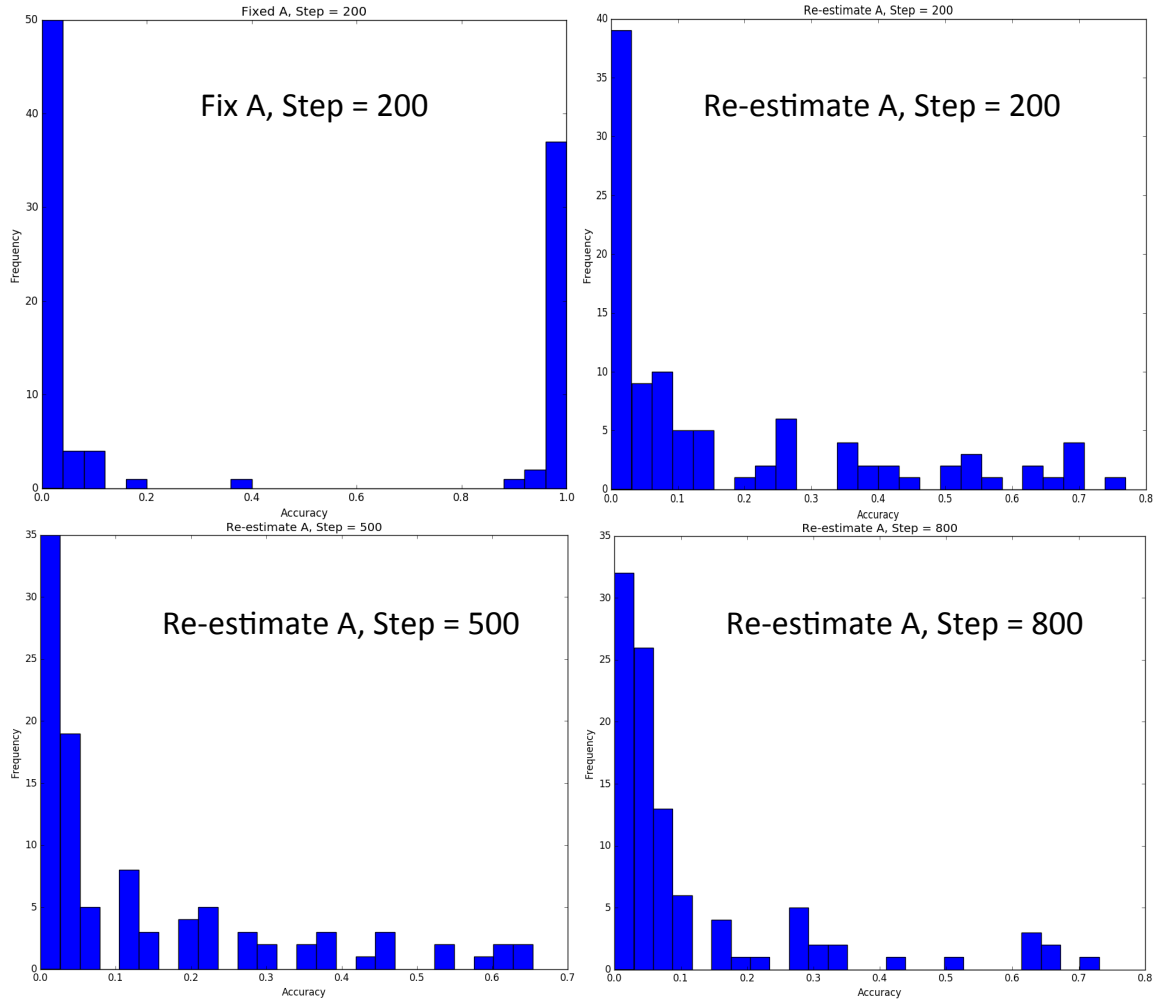 Fixed A, Step = 200
Fix A, Step = 200
Frequency
50
40
30
20
10
0
0.0 0.2 0.4 0.6 0.8 1.0
Accuracy
Re-estimate A, Step = 200
Re-estimate A, Step = 200
Frequency
40
35
30
25
20
15
10
5
0
0.0 0.1 0.2 0.3 0.4 0.5 0.6 0.7 0.8
Accuracy
Re-estimate A, Step = 500
Re-estimate A, Step = 500
Frequency
35
30
25
20
15
10
5
0
0.0 0.1 0.2 0.3 0.4 0.5 0.6 0.7
Accuracy
Re-estimate A, Step = 800
Re-estimate A, Step = 800
Frequency
35
30
25
20
15
10
5
0
0.0 0.1 0.2 0.3 0.4 0.5 0.6 0.7 0.8
Accuracy